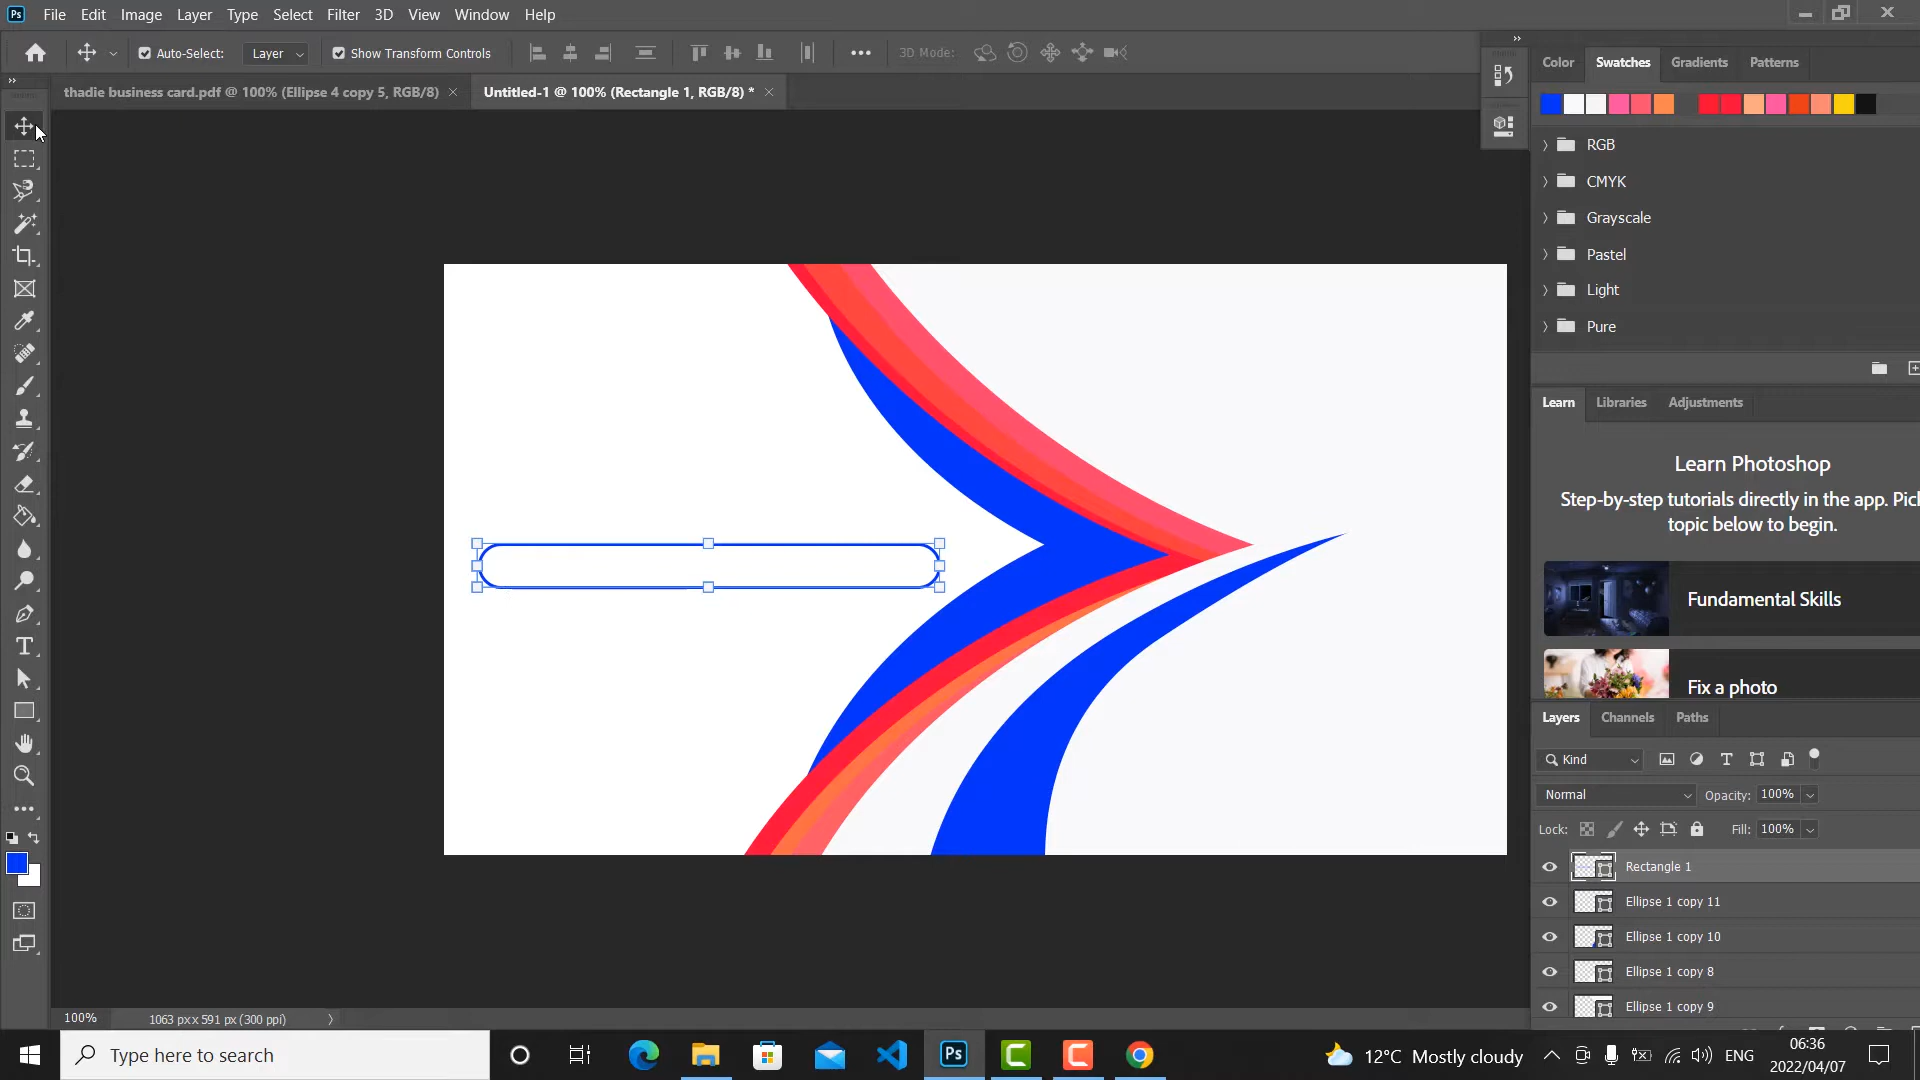 Ps File Edit Image Layer Type Select Filter 3D View Window Help
Auto-Select: Layer Show Transform Controls 3D Mode:
thadie business card.pdf @ 100% (Ellipse 4 copy 5, RGB/8) Untitled-1 @ 100% (Rectangle 1, RGB/8) *
Color Swatches Gradients Patterns
RGB
CMYK
Grayscale
Pastel
Light
Pure
Learn Libraries Adjustments
Learn Photoshop
Step-by-step tutorials directly in the app. Pick
topic below to begin.
Fundamental Skills
Fix a photo
Layers Channels Paths
Kind
Normal Opacity: 100%
Lock: Fill: 100%
Rectangle 1
Ellipse 1 copy 11
Ellipse 1 copy 10
Ellipse 1 copy 8
Ellipse 1 copy 9
100% 1063 px x 591 px (300 ppi)
Type here to search
Ps
12°C Mostly cloudy
ENG
06:36
2022/04/07